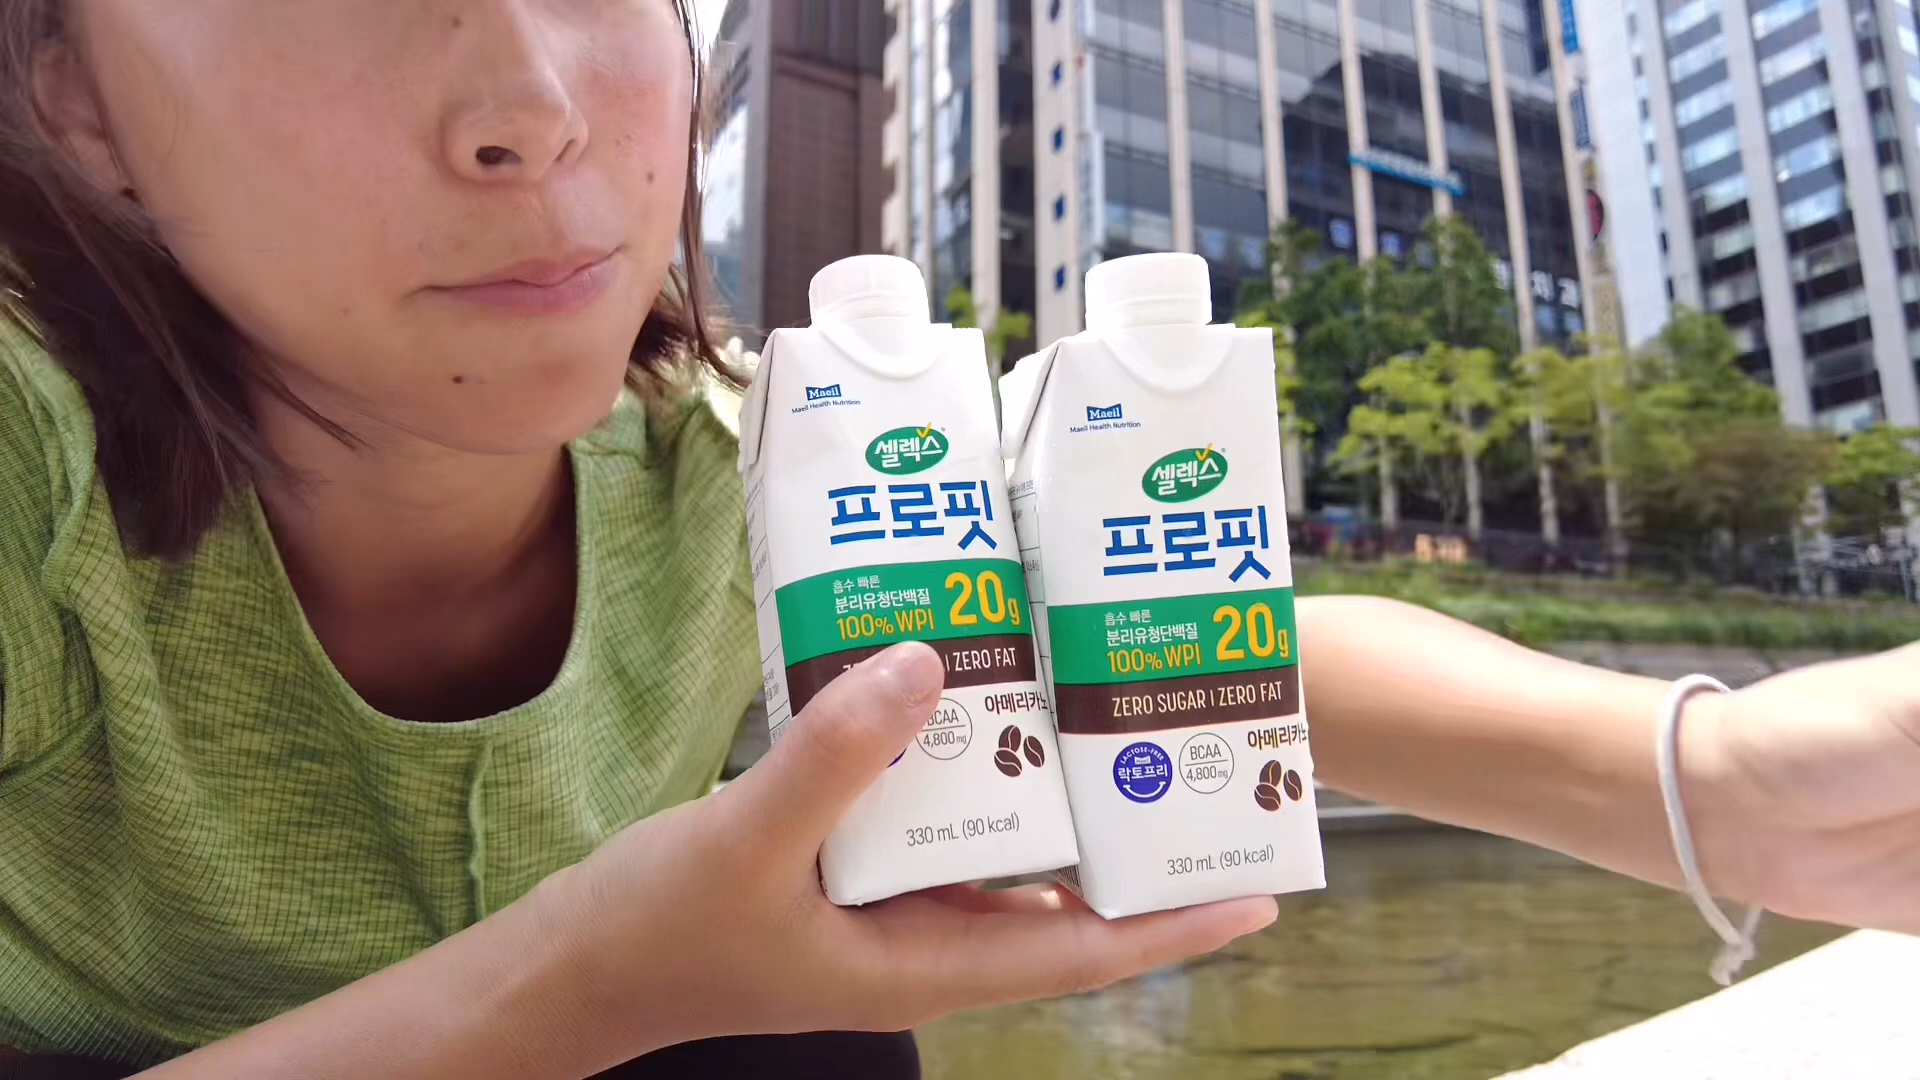 Maeil
Maeil Health Nutrition
셀렉스
프로핏
흡수 빠른
분리유청단백질
100% WPI
20g
ZERO FAT
BCAA
4,800mg
아메리카노
330 mL (90 kcal)
Maeil
Maeil Health Nutrition
셀렉스
프로핏
흡수 빠른
분리유청단백질
100% WPI
20g
ZERO SUGAR | ZERO FAT
LACTOSE-FREE
Maeil
락토프리
BCAA
4,800mg
아메리카노
330 mL (90 kcal)